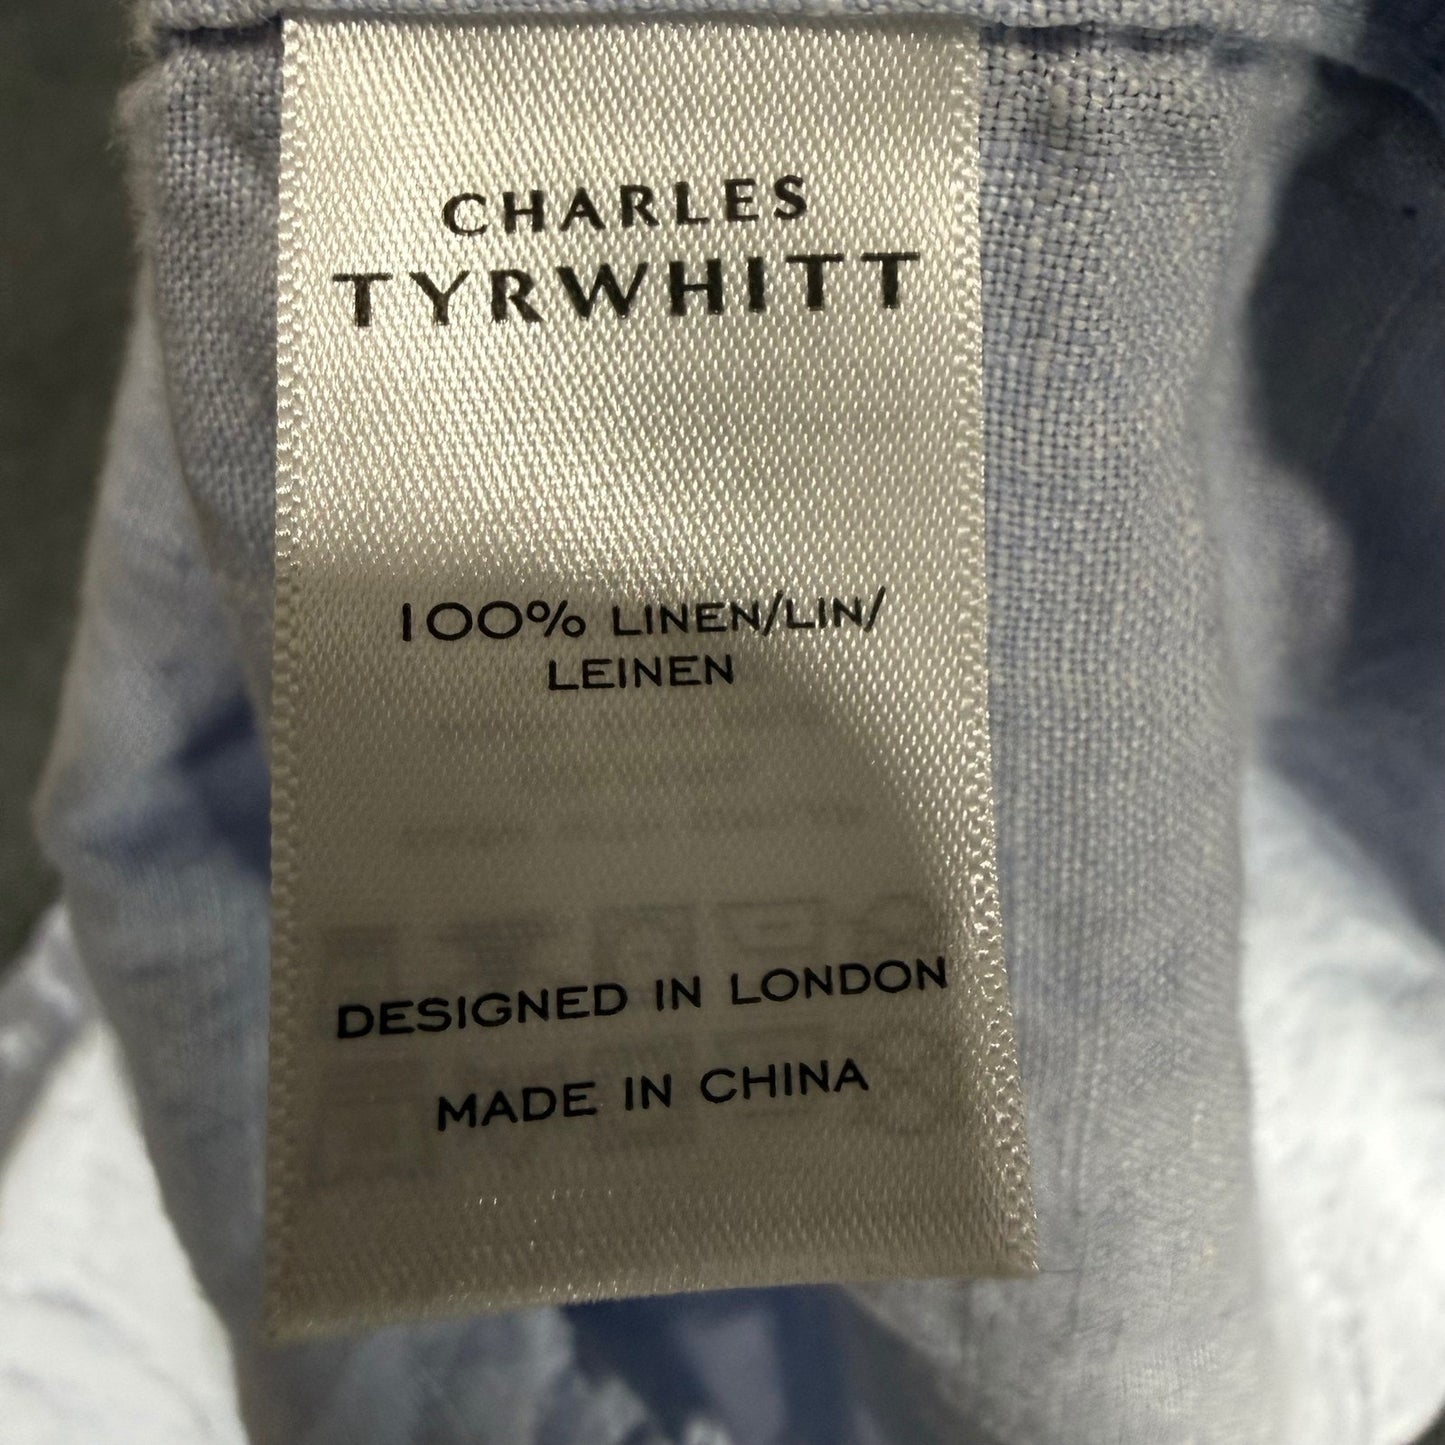 CHARLES
TYRWHITT
100% LINEN/LIN/
LEINEN
DESIGNED IN LONDON
MADE IN CHINA